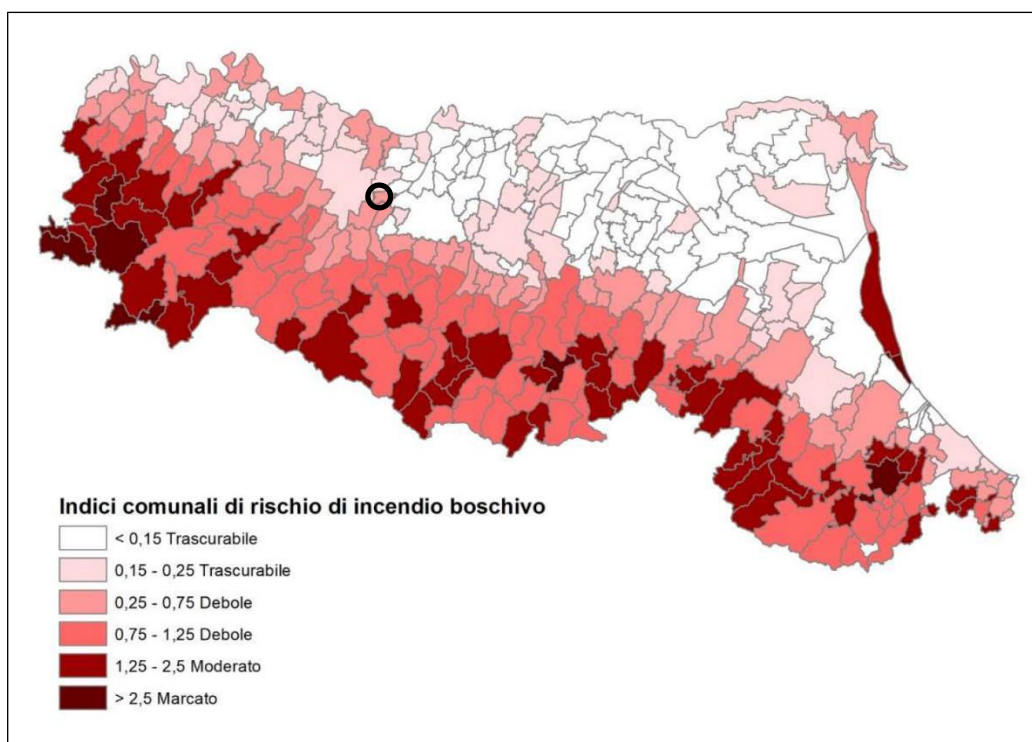 Indici comunali di rischio di incendio boschivo
< 0,15 Trascurabile
0,15 - 0,25 Trascurabile
0,25 - 0,75 Debole
0,75 - 1,25 Debole
1,25 - 2,5 Moderato
> 2,5 Marcato